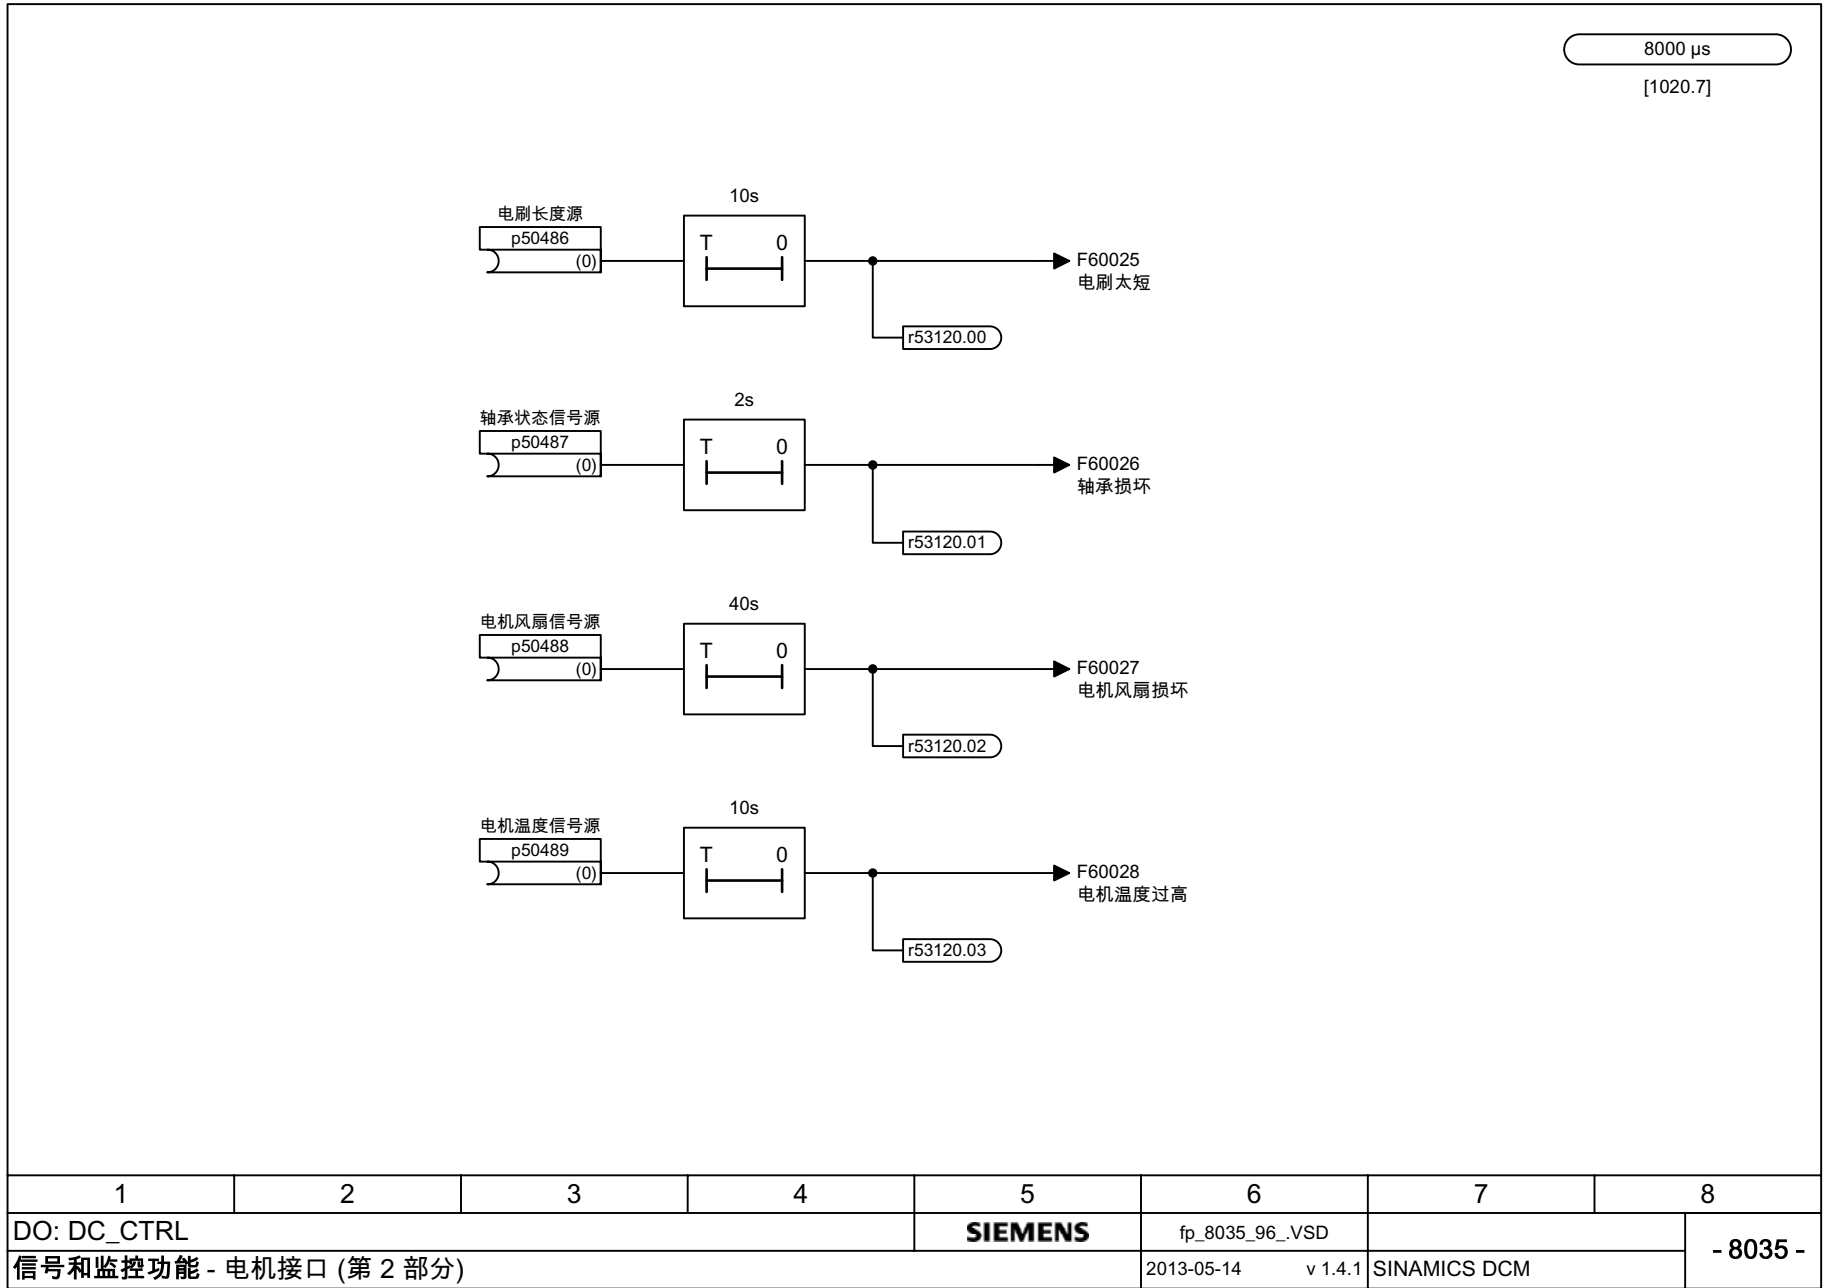 8000 µs
[1020.7]
10s
电刷长度源
p50486
(0)
T 0
F60025
电刷太短
r53120.00
2s
轴承状态信号源
p50487
(0)
T 0
F60026
轴承损坏
r53120.01
40s
电机风扇信号源
p50488
(0)
T 0
F60027
电机风扇损坏
r53120.02
10s
电机温度信号源
p50489
(0)
T 0
F60028
电机温度过高
r53120.03
1 2 3 4 5 6 7 8
DO: DC_CTRL
SIEMENS
fp_8035_96_.VSD
- 8035 -
信号和监控功能 - 电机接口 (第 2 部分)
2013-05-14 v 1.4.1
SINAMICS DCM